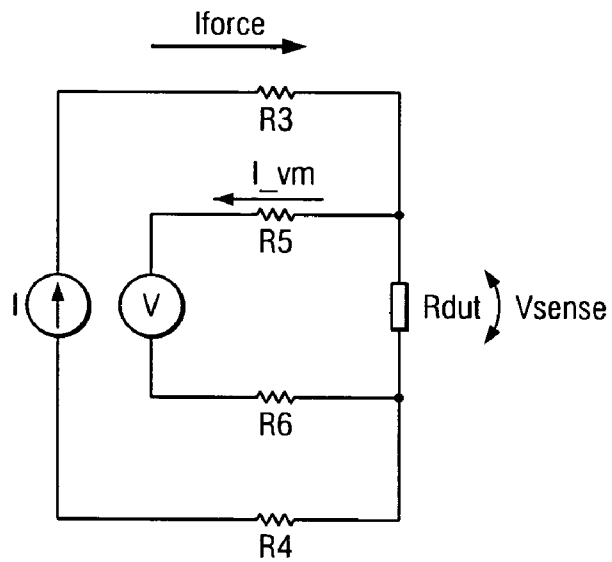 Iforce
R3
I_vm
R5
I
V
Rdut
Vsense
R6
R4